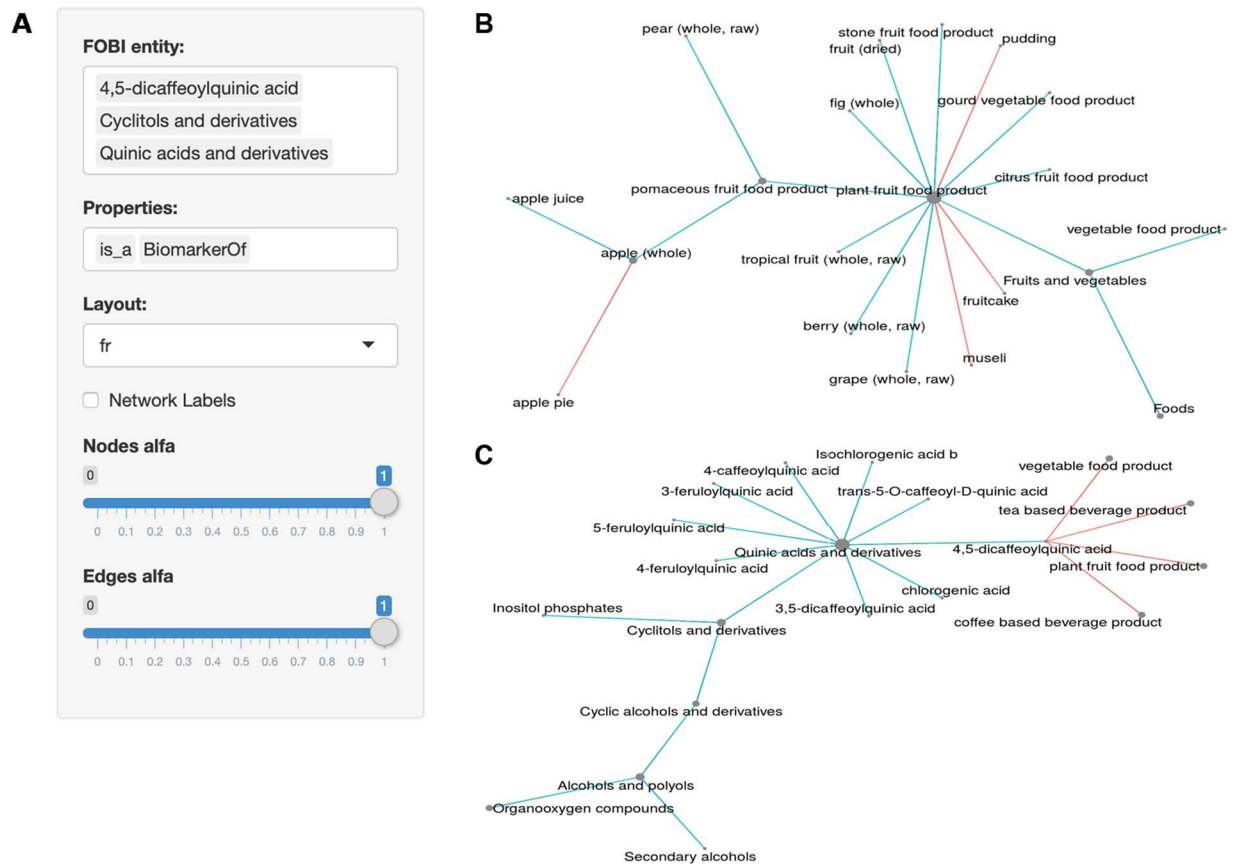 A
FOBI entity:
4,5-dicaffeoylquinic acid
Cyclitols and derivatives
Quinic acids and derivatives
Properties:
is_a BiomarkerOf
Layout:
fr
Network Labels
Nodes alfa
0 1
0 0.1 0.2 0.3 0.4 0.5 0.6 0.7 0.8 0.9 1
Edges alfa
0 1
0 0.1 0.2 0.3 0.4 0.5 0.6 0.7 0.8 0.9 1
B
pear (whole, raw)
stone fruit food product
pudding
fruit (dried)
fig (whole)
gourd vegetable food product
citrus fruit food product
pomaceous fruit food product
plant fruit food product
apple juice
vegetable food product
apple (whole)
tropical fruit (whole, raw)
Fruits and vegetables
fruitcake
berry (whole, raw)
museli
grape (whole, raw)
apple pie
Foods
C
Isochlorogenic acid b
4-caffeoylquinic acid
vegetable food product
3-feruloylquinic acid
trans-5-O-caffeoyl-D-quinic acid
tea based beverage product
5-feruloylquinic acid
Quinic acids and derivatives
4,5-dicaffeoylquinic acid
4-feruloylquinic acid
plant fruit food product
chlorogenic acid
Inositol phosphates
3,5-dicaffeoylquinic acid
coffee based beverage product
Cyclitols and derivatives
Cyclic alcohols and derivatives
Alcohols and polyols
Organooxygen compounds
Secondary alcohols